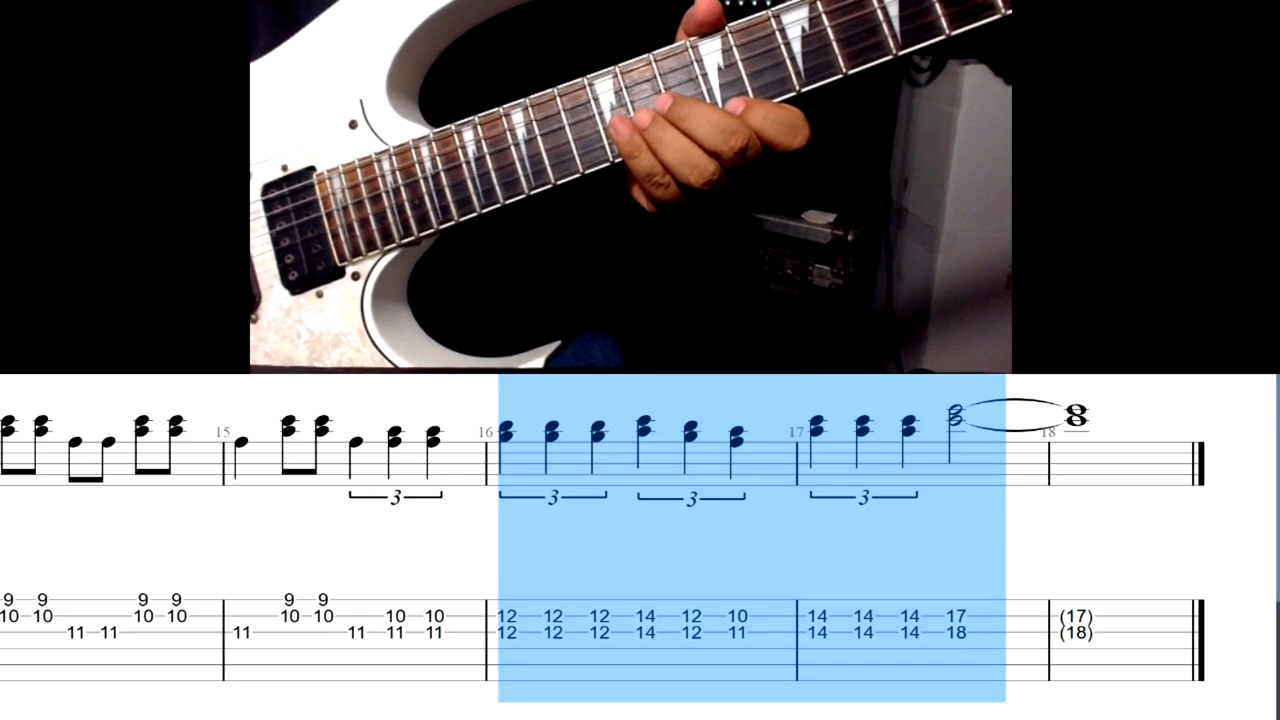 15 16 17 18
3 3 3 3
9 9 9 9 9 9
10 10 10 10 10 10 10 10 12 12 12 14 12 10 14 14 14 17 (17)
11 11 11 11 11 11 12 12 12 14 12 11 14 14 14 18 (18)